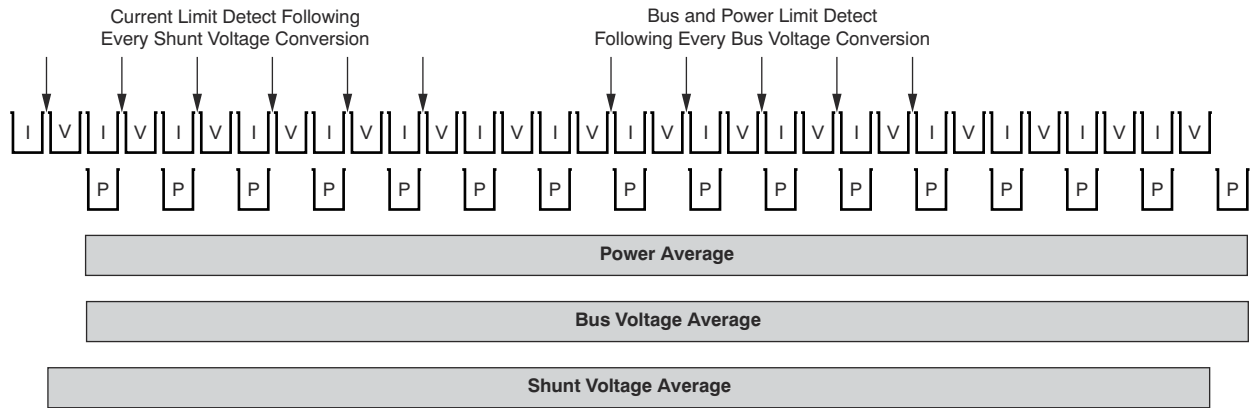 Current Limit Detect Following
Every Shunt Voltage Conversion
Bus and Power Limit Detect
Following Every Bus Voltage Conversion
I V I V I V I V I V I V I V I V I V I V I V I V I V I V I V I V
P P P P P P P P P P P P P P P P
Power Average
Bus Voltage Average
Shunt Voltage Average